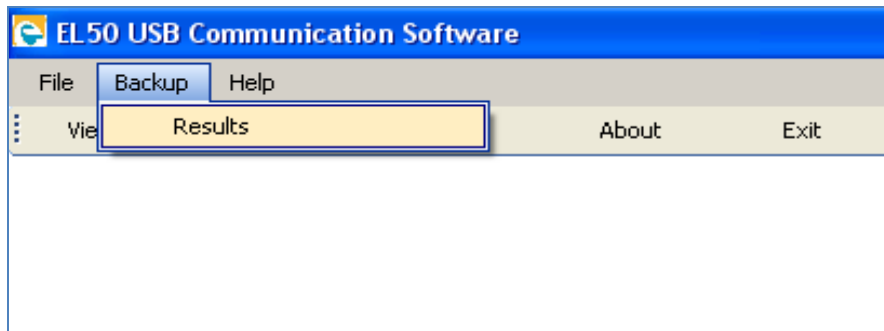 EL50 USB Communication Software
File Backup Help
Results
About Exit